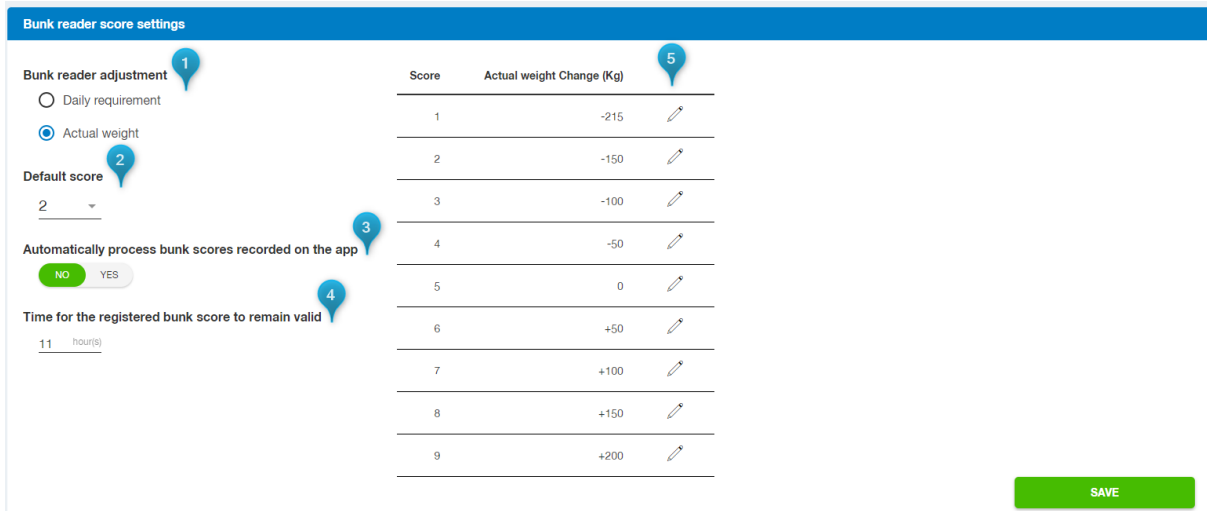 Bunk reader score settings
Bunk reader adjustment
1
Daily requirement
Actual weight
2
Default score
2
3
Automatically process bunk scores recorded on the app
NO YES
4
Time for the registered bunk score to remain valid
11 hour(s)
5
Score Actual weight Change (Kg)
1 -215
2 -150
3 -100
4 -50
5 0
6 +50
7 +100
8 +150
9 +200
SAVE